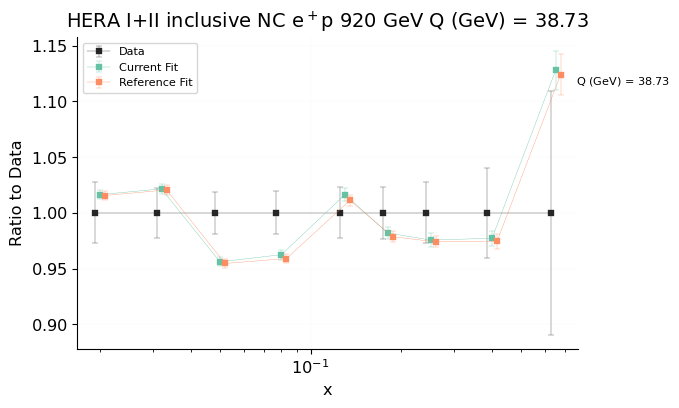 HERA I+II inclusive NC e⁺p 920 GeV Q (GeV) = 38.73
Data
Current Fit
Reference Fit
Q (GeV) = 38.73
Ratio to Data
1.15
1.10
1.05
1.00
0.95
0.90
10⁻¹
x